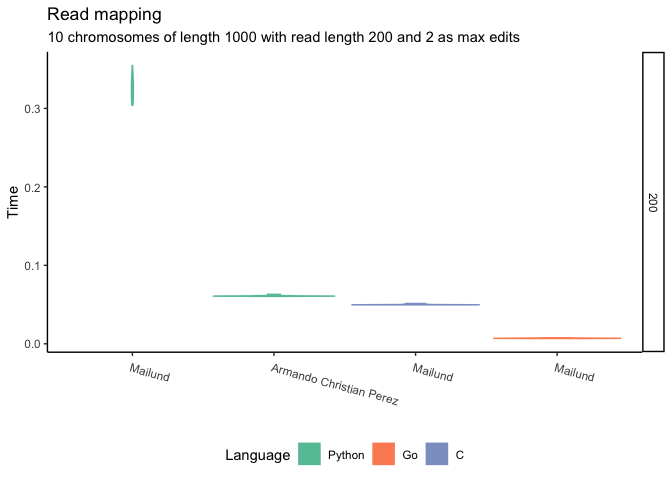 Read mapping
10 chromosomes of length 1000 with read length 200 and 2 as max edits
Time
0.3
0.2
0.1
0.0
200
Mailund
Armando Christian Perez
Mailund
Mailund
Language
Python
Go
C